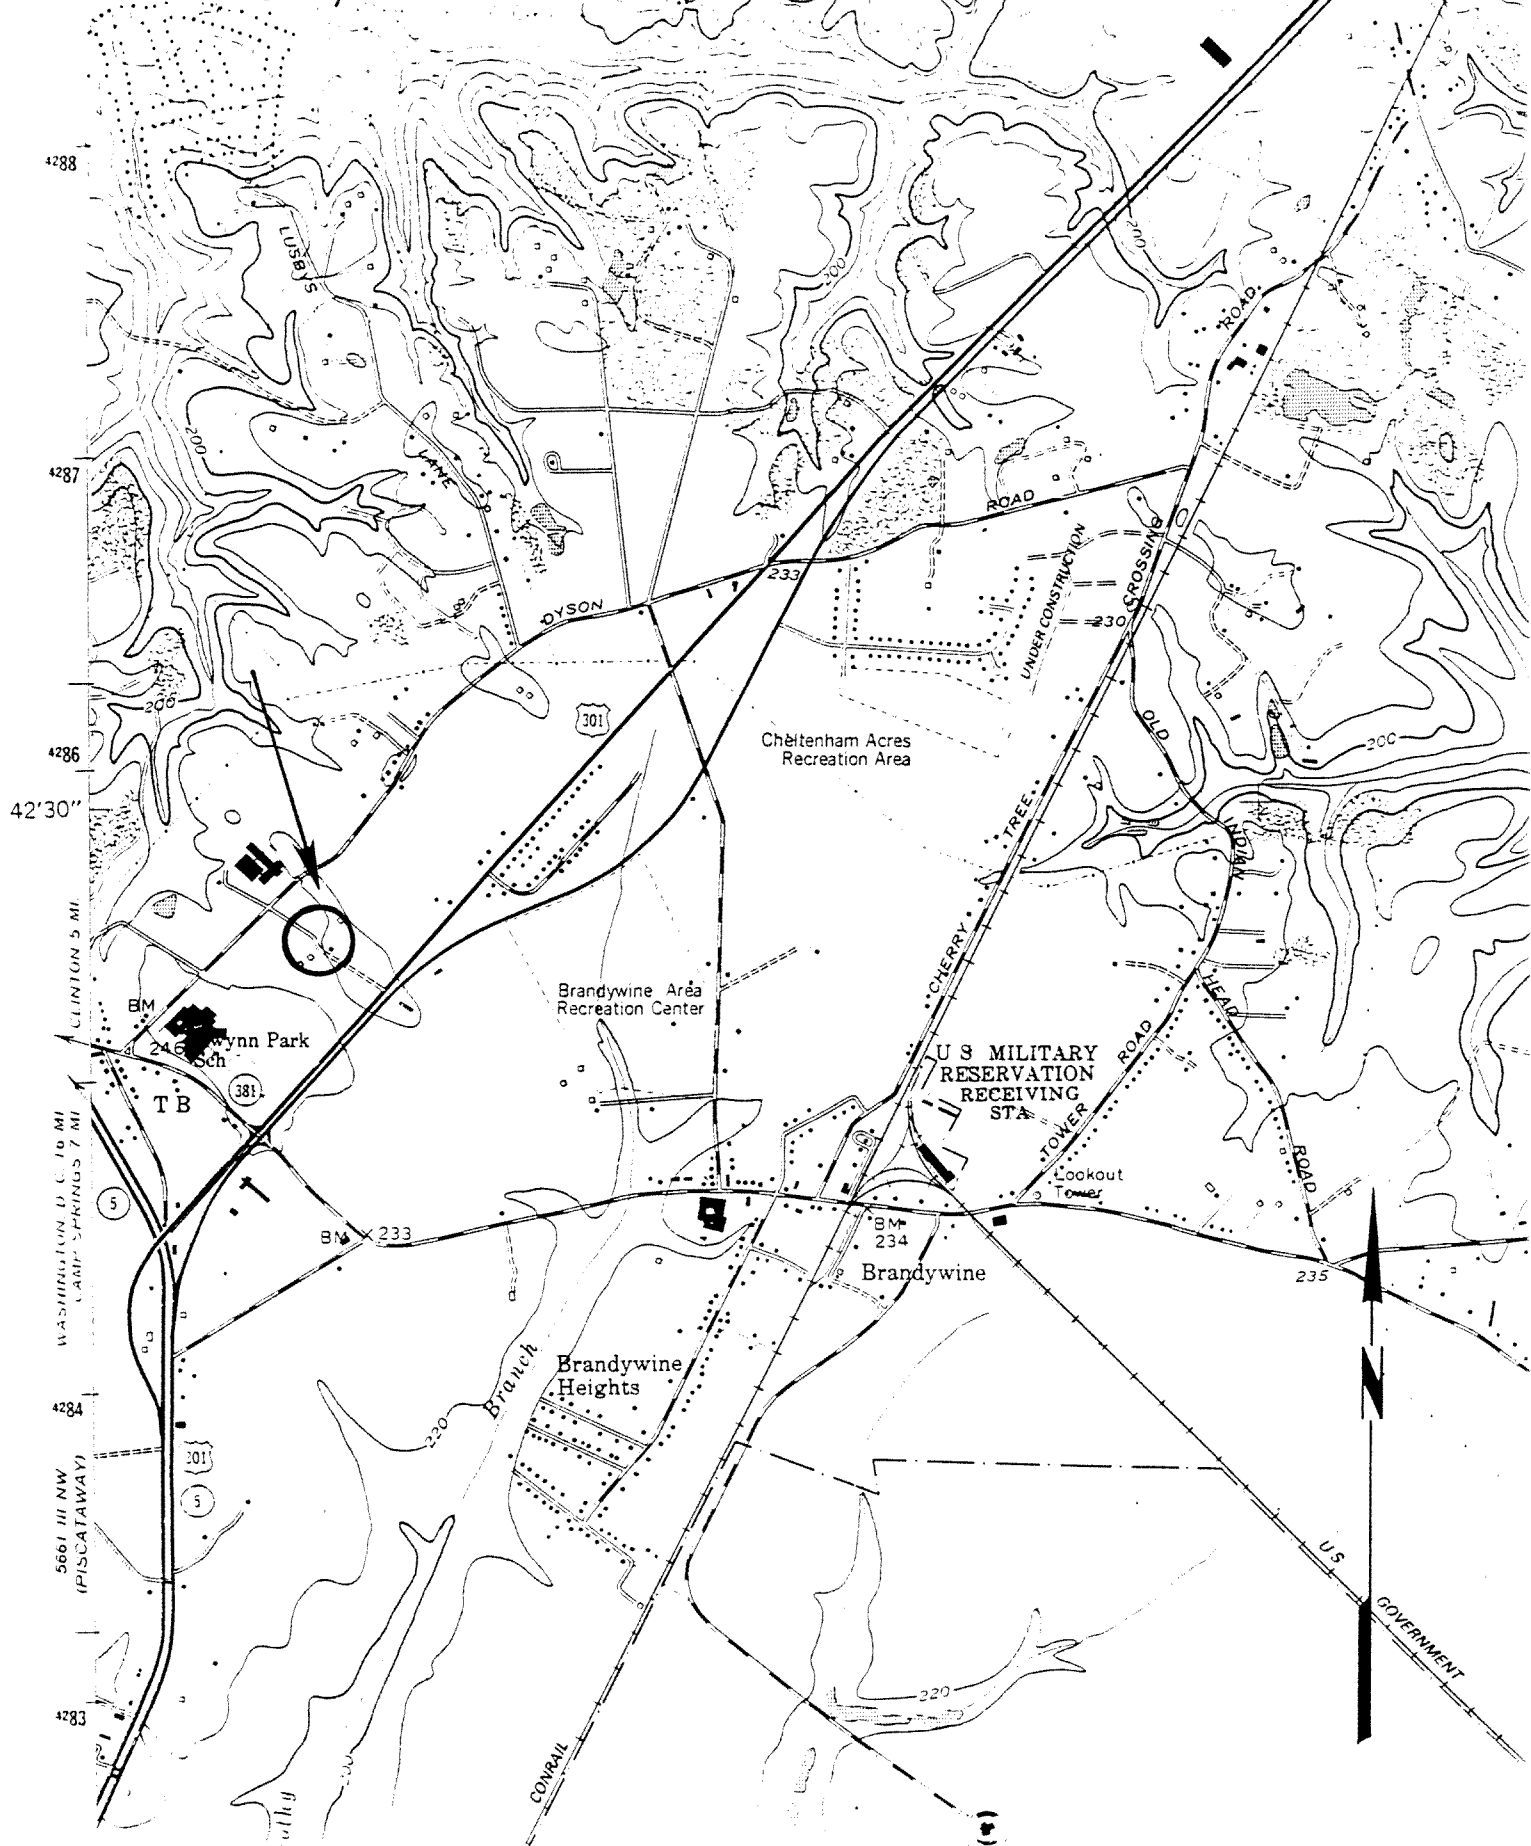 4288
200
LUSBYS
200
ROAD
200
4287
LANE
ROAD
CROSSING
UNDER CONSTRUCTION
233
DYSON
230
200
301
OLD
200
4286
Cheltenham Acres
Recreation Area
42'30"
TREE
INDIAN
CLINTON 5 MI.
CHERRY
Brandywine Area
Recreation Center
HEAD
BM
246
Gwynn Park
Sch
ROAD
U S MILITARY
RESERVATION
RECEIVING
STA
381
T B
TOWER
WASHINGTON D C 16 MI
CAMP SPRINGS 7 MI
Lookout
Tower
ROAD
5
BM
233
BM
234
Brandywine
235
Branch
Brandywine
Heights
N
4284
220
301
5
5661 III NW
(PISCATAWAY)
U S
GOVERNMENT
220
4283
CONRAIL
200